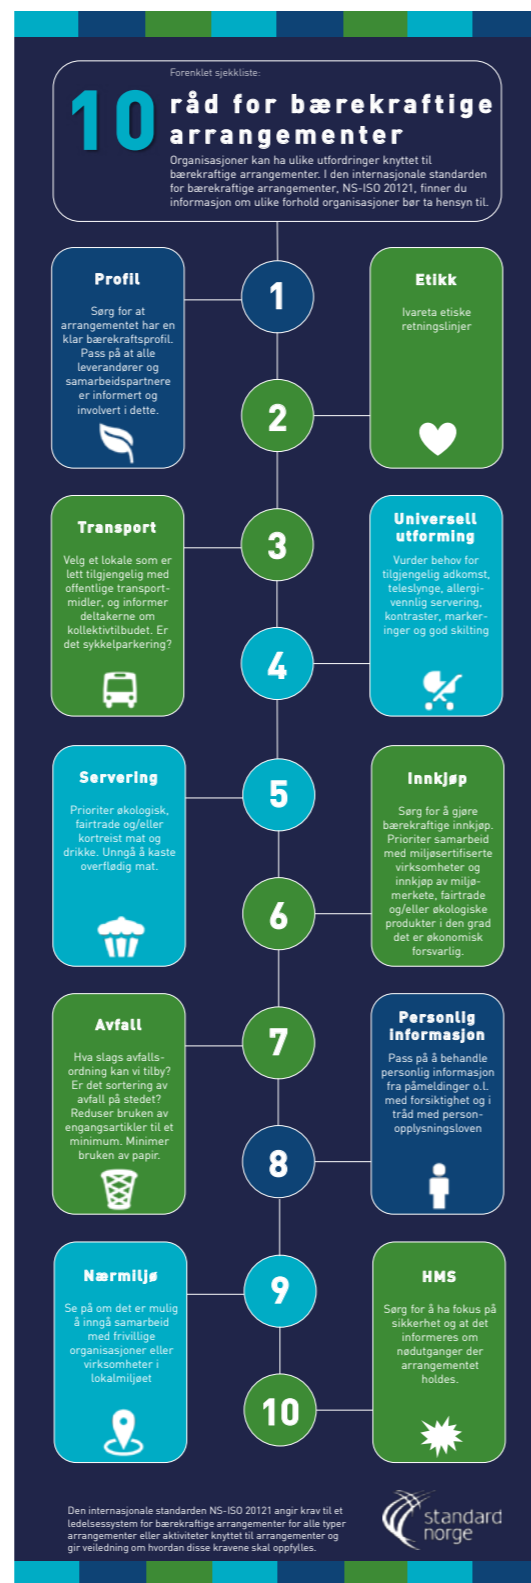 Forenklet sjekkliste:
10 råd for bærekraftige
arrangementer
Organisasjoner kan ha ulike utfordringer knyttet til
bærekraftige arrangementer. I den internasjonale standarden
for bærekraftige arrangementer, NS-ISO 20121, finner du
informasjon om ulike forhold organisasjoner bør ta hensyn til.
1
Profil
Sørg for at
arrangementet har en
klar bærekraftsprofil.
Pass på at alle
leverandører og
samarbeidspartnere
er informert og
involvert i dette.
2
Etikk
Ivareta etiske
retningslinjer
3
Transport
Velg et lokale som er
lett tilgjengelig med
offentlige transport-
midler, og informer
deltakerne om
kollektivtilbudet. Er
det sykkelparkering?
4
Universell
utforming
Vurder behov for
tilgjengelig adkomst,
teleslynge, allergi-
vennlig servering,
kontraster, marker-
inger og god skilting
5
Servering
Prioriter økologisk,
fairtrade og/eller
kortreist mat og
drikke. Unngå å kaste
overflødig mat.
6
Innkjøp
Sørg for å gjøre
bærekraftige innkjøp.
Prioriter samarbeid
med miljøsertifiserte
virksomheter og
innkjøp av miljø-
merkete, fairtrade
og/eller økologiske
produkter i den grad
det er økonomisk
forsvarlig.
7
Avfall
Hva slags avfalls-
ordning kan vi tilby?
Er det sortering av
avfall på stedet?
Reduser bruken av
engangsartikler til et
minimum. Minimer
bruken av papir.
8
Personlig
informasjon
Pass på å behandle
personlig informasjon
fra påmeldinger o.l.
med forsiktighet og i
tråd med person-
opplysningsloven
9
Nærmiljø
Se på om det er mulig
å inngå samarbeid
med frivillige
organisasjoner eller
virksomheter i
lokalmiljøet
10
HMS
Sørg for å ha fokus på
sikkerhet og at det
informeres om
nødutganger der
arrangementet
holdes.
Den internasjonale standarden NS-ISO 20121 angir krav til et
ledelsessystem for bærekraftige arrangementer for alle typer
arrangementer eller aktiviteter knyttet til arrangementer og
gir veiledning om hvordan disse kravene skal oppfylles.
standard
norge